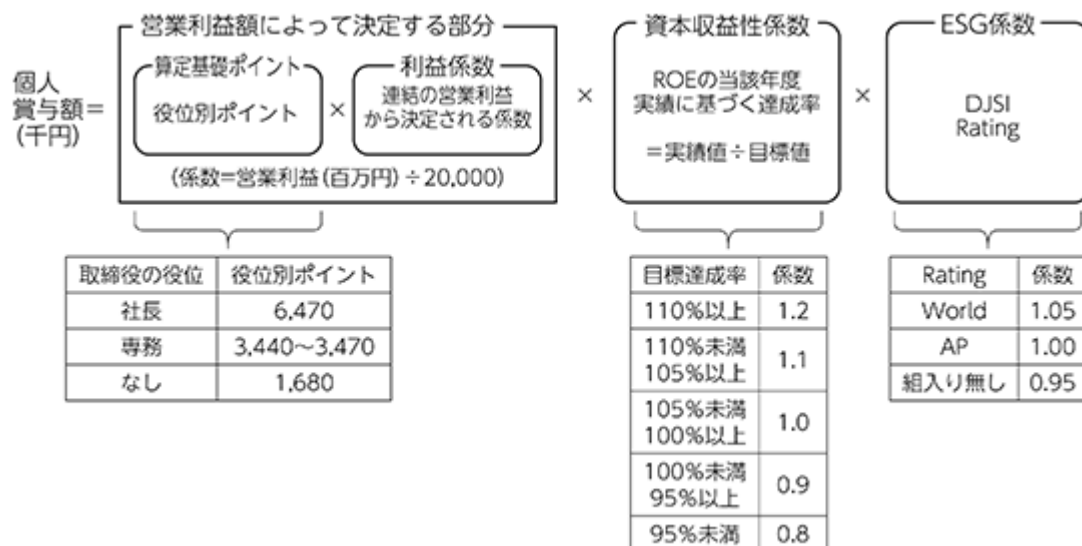 個人
賞与額＝
(千円)
営業利益額によって決定する部分
算定基礎ポイント
役位別ポイント
×
利益係数
連結の営業利益
から決定される係数
(係数=営業利益(百万円)÷20,000)
×
資本収益性係数
ROEの当該年度
実績に基づく達成率
＝実績値÷目標値
×
ESG係数
DJSI
Rating
取締役の役位 役位別ポイント
社長 6,470
専務 3,440～3,470
なし 1,680
目標達成率 係数
110%以上 1.2
110%未満
105%以上 1.1
105%未満
100%以上 1.0
100%未満
95%以上 0.9
95%未満 0.8
Rating 係数
World 1.05
AP 1.00
組入り無し 0.95